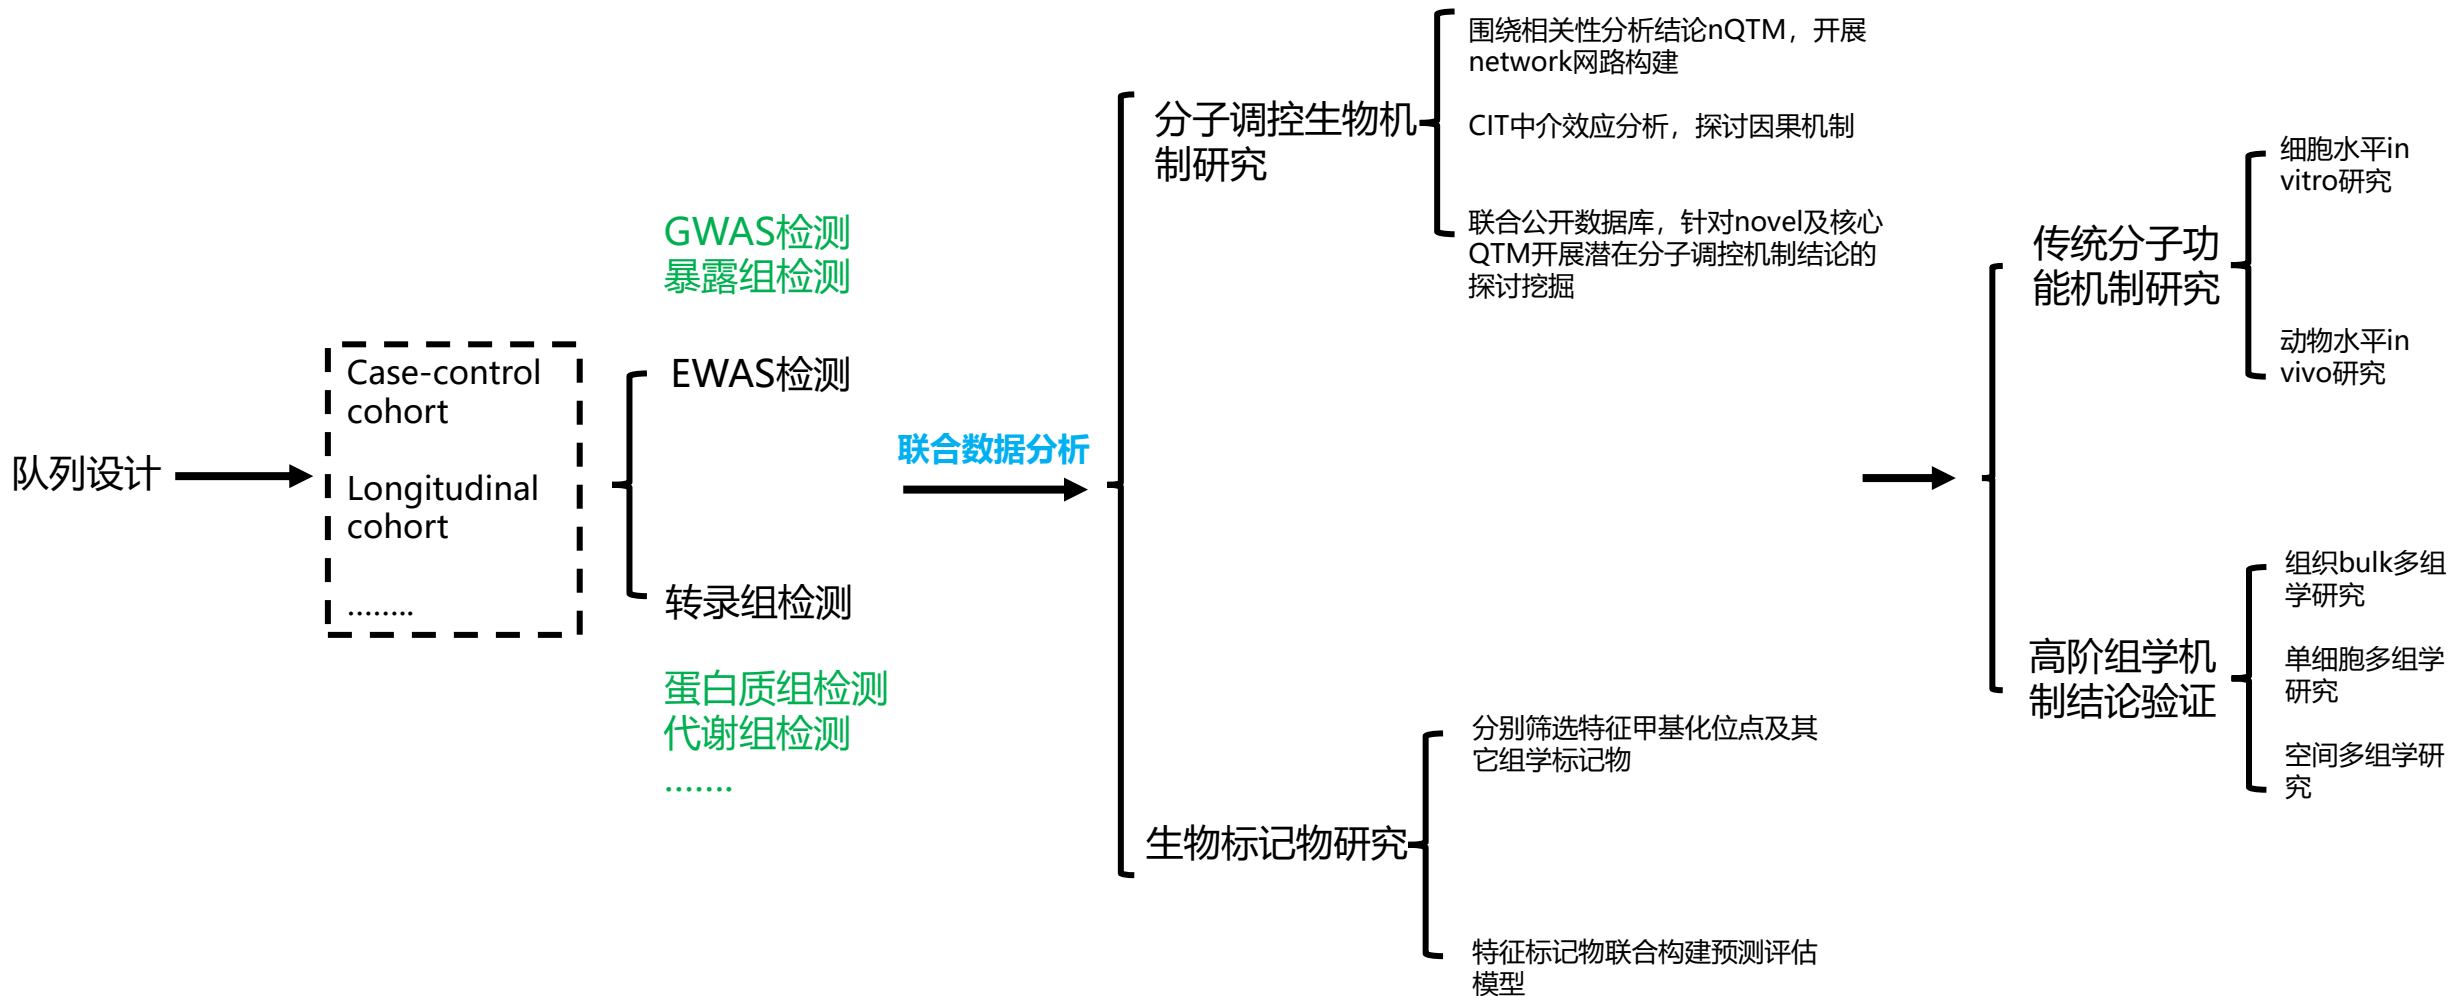 队列设计
Case-control
cohort
Longitudinal
cohort
........
GWAS检测
暴露组检测
EWAS检测
转录组检测
蛋白质组检测
代谢组检测
.......
联合数据分析
分子调控生物机
制研究
围绕相关性分析结论nQTM，开展
network网路构建
CIT中介效应分析，探讨因果机制
联合公开数据库，针对novel及核心
QTM开展潜在分子调控机制结论的
探讨挖掘
生物标记物研究
分别筛选特征甲基化位点及其
它组学标记物
特征标记物联合构建预测评估
模型
传统分子功
能机制研究
细胞水平in
vitro研究
动物水平in
vivo研究
高阶组学机
制结论验证
组织bulk多组
学研究
单细胞多组学
研究
空间多组学研
究